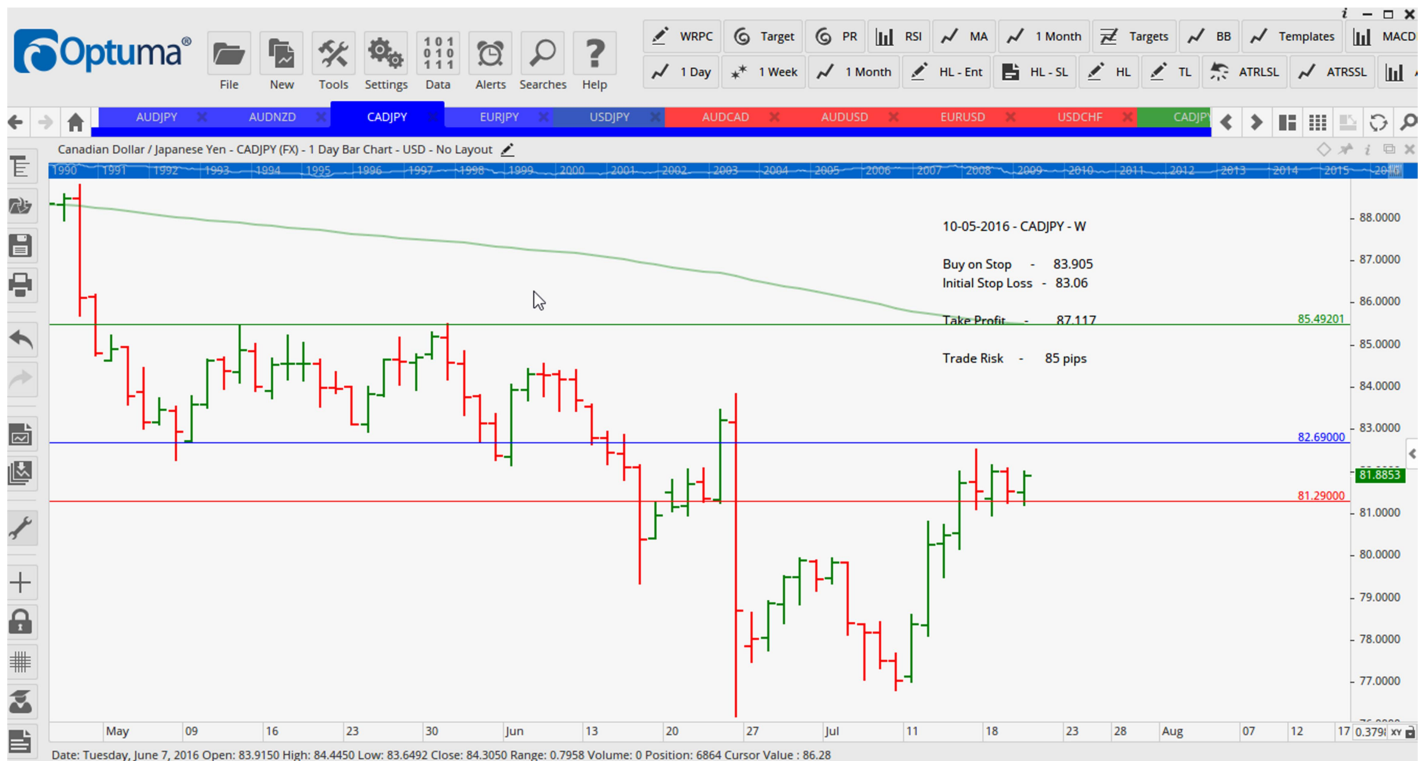 Optuma®
File New Tools Settings Data Alerts Searches Help
WRPC Target PR RSI MA 1 Month Targets BB Templates MACD
1 Day 1 Week 1 Month HL - Ent HL - SL HL TL ATRLSL ATRSSL
AUDJPY AUDNZD CADJPY EURJPY USDJPY AUDCAD AUDUSD EURUSD USDCHF CADJPY
Canadian Dollar / Japanese Yen - CADJPY (FX) - 1 Day Bar Chart - USD - No Layout
1990 1991 1992 1993 1994 1995 1996 1997 1998 1999 2000 2001 2002 2003 2004 2005 2006 2007 2008 2009 2010 2011 2012 2013 2014 2015
88.0000
10-05-2016 - CADJPY - W
87.0000
Buy on Stop - 83.905
Initial Stop Loss - 83.06
86.0000
Take Profit - 87.117
85.49201
85.0000
Trade Risk - 85 pips
84.0000
83.0000
82.69000
81.8853
81.29000
81.0000
80.0000
79.0000
78.0000
77.0000
May 09 16 23 30 Jun 13 20 27 Jul 11 18 23 28 Aug 07 12 17
XY
Date: Tuesday, June 7, 2016 Open: 83.9150 High: 84.4450 Low: 83.6492 Close: 84.3050 Range: 0.7958 Volume: 0 Position: 6864 Cursor Value : 86.28